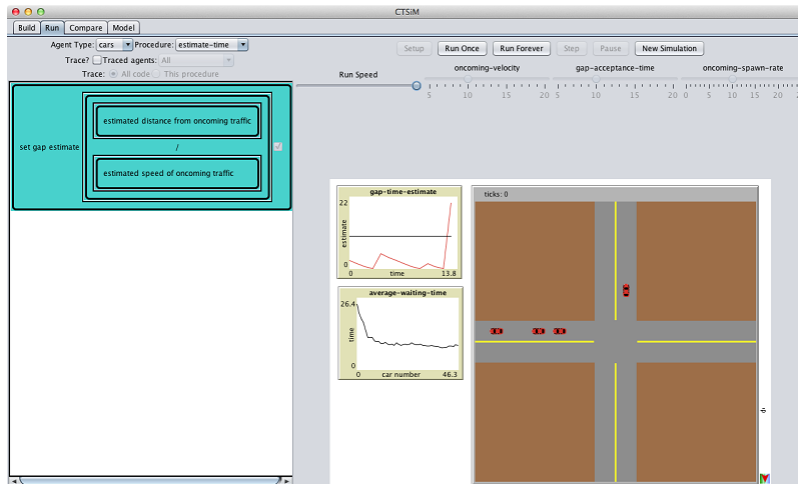 CTSiM
Build Run Compare Model
Agent Type: cars Procedure: estimate-time
Trace? Traced agents: All
Trace: All code This procedure
Setup Run Once Run Forever Step Pause New Simulation
Run Speed
oncoming-velocity
5 10 15 20
gap-acceptance-time
5 10 15 20
oncoming-spawn-rate
0 5 10 15 20
set gap estimate
estimated distance from oncoming traffic
/
estimated speed of oncoming traffic
gap-time-estimate
22
estimate
0
0 time 13.8
average-waiting-time
26.4
time
0
0 car number 46.3
ticks: 0